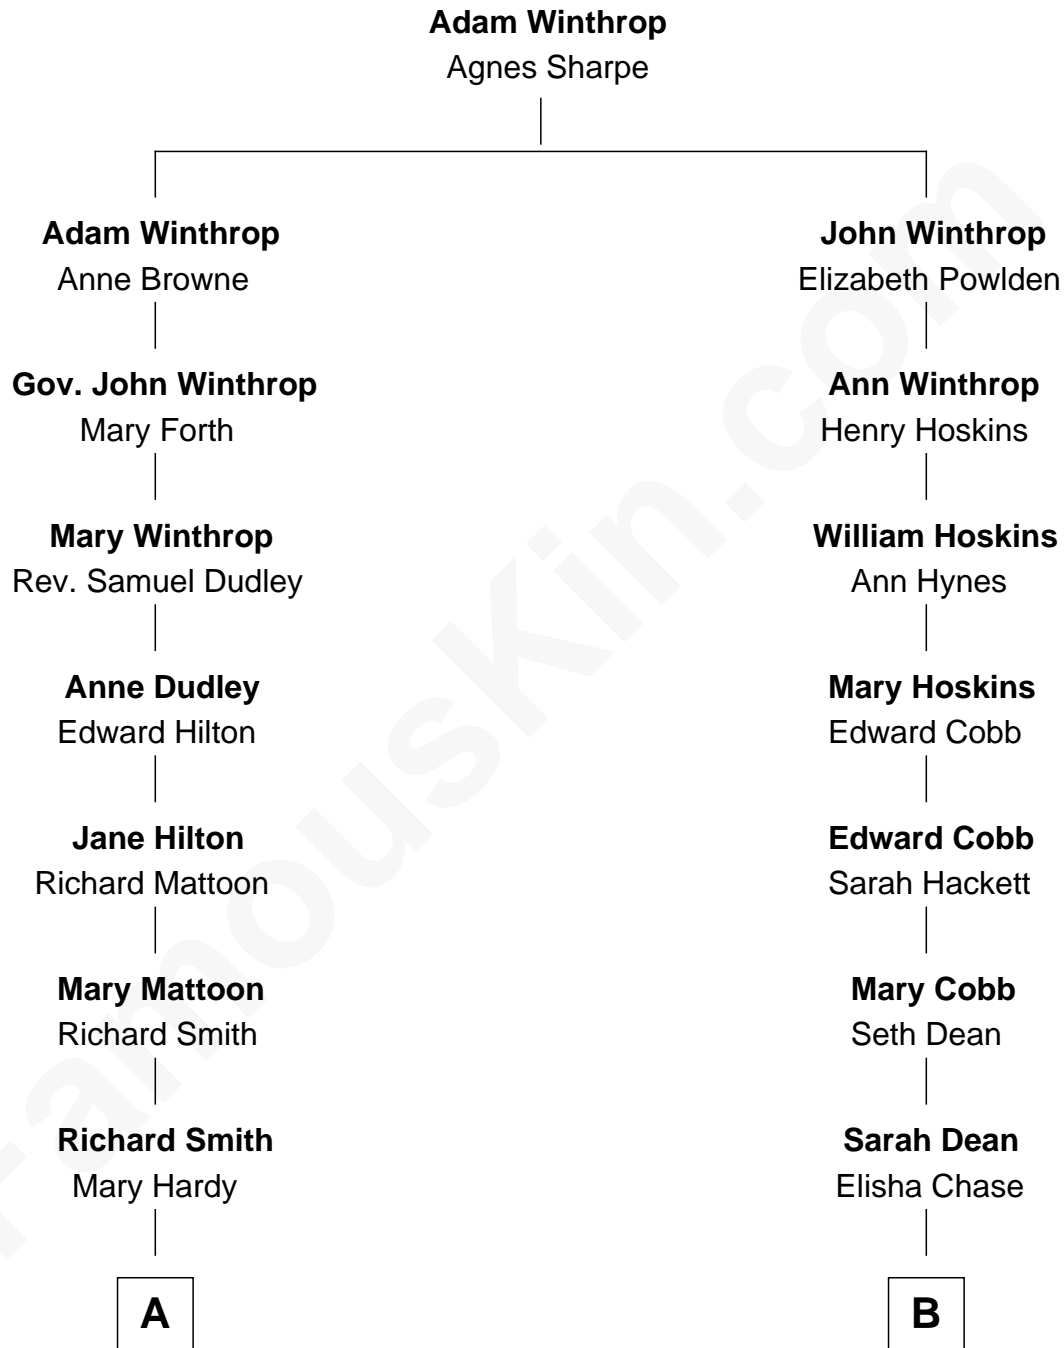 Adam Winthrop
Agnes Sharpe
Adam Winthrop
Anne Browne
John Winthrop
Elizabeth Powlden
Gov. John Winthrop
Mary Forth
Ann Winthrop
Henry Hoskins
Mary Winthrop
Rev. Samuel Dudley
William Hoskins
Ann Hynes
Anne Dudley
Edward Hilton
Mary Hoskins
Edward Cobb
Jane Hilton
Richard Mattoon
Edward Cobb
Sarah Hackett
Mary Mattoon
Richard Smith
Mary Cobb
Seth Dean
Richard Smith
Mary Hardy
Sarah Dean
Elisha Chase
A
B
FamousKin.com